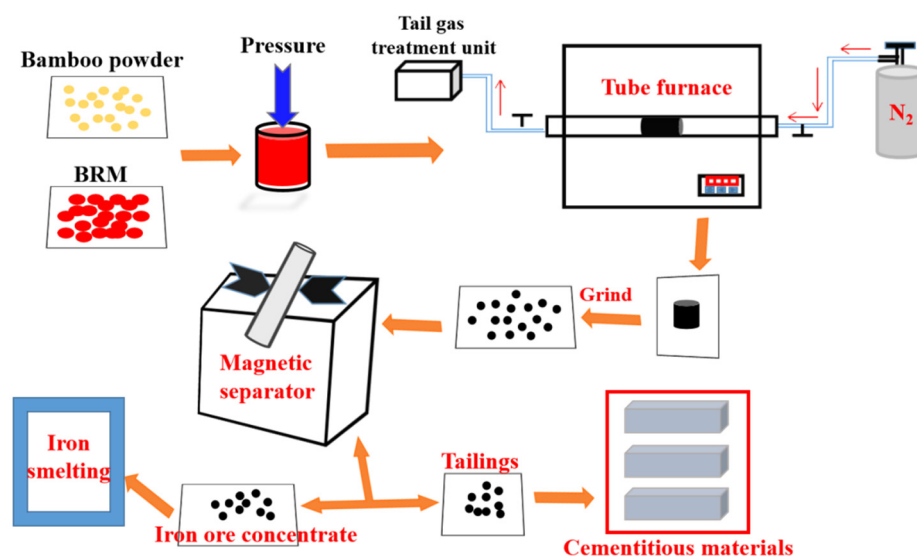 Tail gas
treatment unit
Pressure
Bamboo powder
Tube furnace
N2
BRM
Grind
Magnetic
separator
Iron
smelting
Tailings
Iron ore concentrate
Cementitious materials